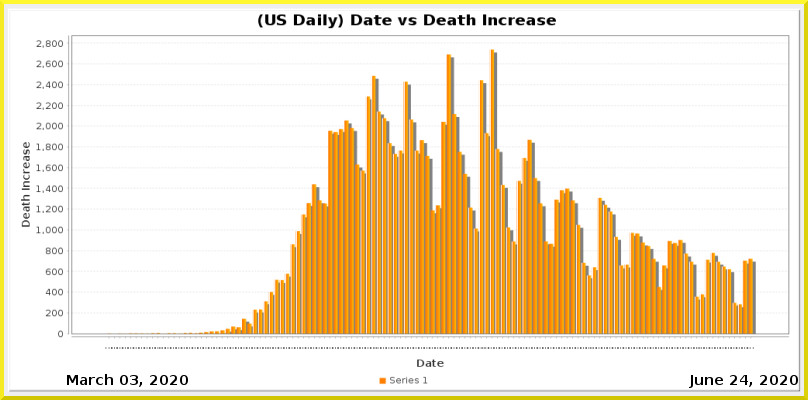 (US Daily) Date vs Death Increase
2,800
2,600
2,400
2,200
2,000
1,800
1,600
1,400
1,200
1,000
800
600
400
200
0
Death Increase
Date
March 03, 2020
Series 1
June 24, 2020